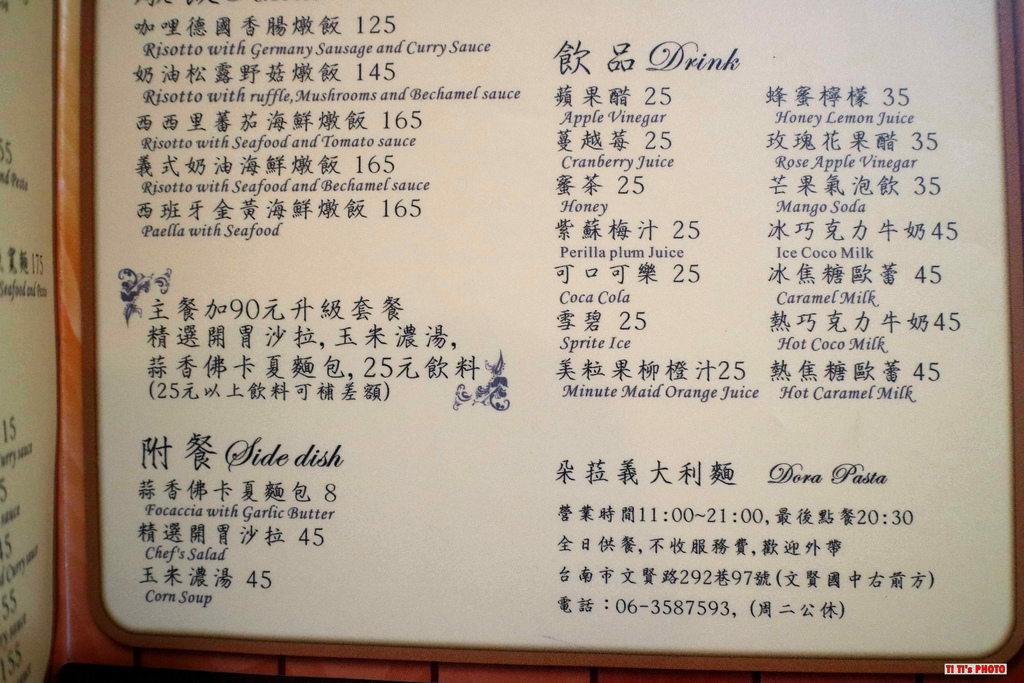 咖哩德國香腸燉飯 125
Risotto with Germany Sausage and Curry Sauce
奶油松露野菇燉飯 145
Risotto with ruffle,Mushrooms and Bechamel sauce
西西里蕃茄海鮮燉飯 165
Risotto with Seafood and Tomato sauce
義式奶油海鮮燉飯 165
Risotto with Seafood and Bechamel sauce
西班牙金黃海鮮燉飯 165
Paella with Seafood
主餐加90元升級套餐
精選開胃沙拉,玉米濃湯,
蒜香佛卡夏麵包,25元飲料
(25元以上飲料可補差額)
附餐 Side dish
蒜香佛卡夏麵包 8
Focaccia with Garlic Butter
精選開胃沙拉 45
Chef's Salad
玉米濃湯 45
Corn Soup
飲品 Drink
蘋果醋 25
Apple Vinegar
蔓越莓 25
Cranberry Juice
蜜茶 25
Honey
紫蘇梅汁 25
Perilla plum Juice
可口可樂 25
Coca Cola
雪碧 25
Sprite Ice
美粒果柳橙汁25
Minute Maid Orange Juice
蜂蜜檸檬 35
Honey Lemon Juice
玫瑰花果醋 35
Rose Apple Vinegar
芒果氣泡飲 35
Mango Soda
冰巧克力牛奶45
Ice Coco Milk
冰焦糖歐蕾 45
Caramel Milk
熱巧克力牛奶45
Hot Coco Milk
熱焦糖歐蕾 45
Hot Caramel Milk
朵菈義大利麵 Dora Pasta
營業時間11:00~21:00,最後點餐20:30
全日供餐,不收服務費,歡迎外帶
台南市文賢路292巷97號(文賢國中右前方)
電話：06-3587593, (周二公休)
TI TI's PHOTO